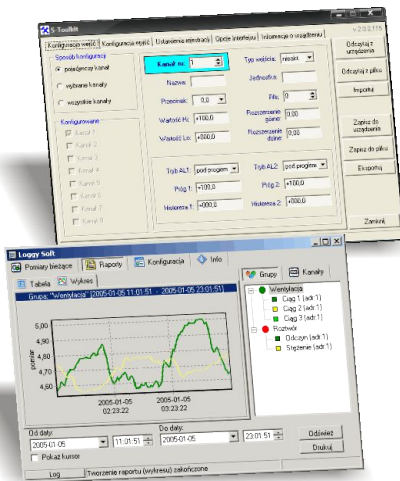 S-Toolkit
v 2.0.3.115
Konfiguracja wejść Konfiguracja wyjść Ustawienia rejestracji Opcje interfejsu Informacja o urządzeniu
Sposób konfiguracji
pojedynczy kanał
wybrane kanały
wszystkie kanały
Konfigurowane
Kanał 1
Kanał 2
Kanał 3
Kanał 4
Kanał 5
Kanał 6
Kanał 7
Kanał 8
Kanał nr: 1
Nazwa:
Przecinek: 0,0
Wartość Hi: +100,0
Wartość Lo: +000,0
Tryb AL1: pod progiem
Próg 1: +100,0
Histereza 1: +000,0
Typ wejścia: nieakt.
Jednostka:
Filtr: 0
Rozszerzenie górne: 0,00
Rozszerzenie dolne: 0,00
Tryb AL2: pod progiem
Próg 2: +100,0
Histereza 2: +000,0
Odczytaj z urządzenia
Odczytaj z pliku
Importuj
Zapisz do urządzenia
Zapisz do pliku
Eksportuj
Zamknij
Loggy Soft
Pomiary bieżące Raporty Konfiguracja Info
Tabela Wykres
Grupa: "Wentylacja" (2005-01-05 11:01:51 - 2005-01-05 23:01:51)
pomiar
5,00
4,90
4,80
4,70
4,60
2005-01-05 02:23:22
2005-01-05 03:23:22
Grupy Kanały
Wentylacja
Ciąg 1 (adr:1)
Ciąg 2 (adr:1)
Ciąg 3 (adr:1)
Roztwór
Odczyn (adr:1)
Stężenie (adr:1)
Od daty: Do daty:
2005-01-05 11:01:51 2005-01-05 23:01:51
Pokaż kursor
Odśwież
Drukuj
Log Tworzenie raportu (wykresu) zakończone